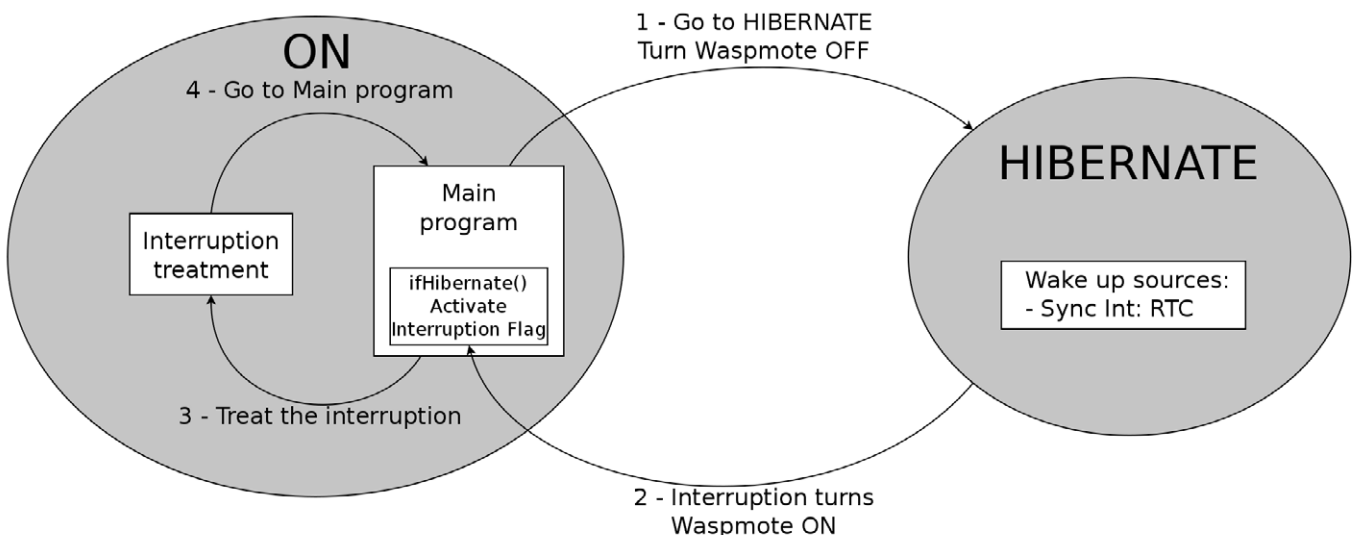 ON
4 - Go to Main program
1 - Go to HIBERNATE
Turn Waspmote OFF
HIBERNATE
Main
program
Interruption
treatment
ifHibernate()
Activate
Interruption Flag
Wake up sources:
- Sync Int: RTC
3 - Treat the interruption
2 - Interruption turns
Waspmote ON